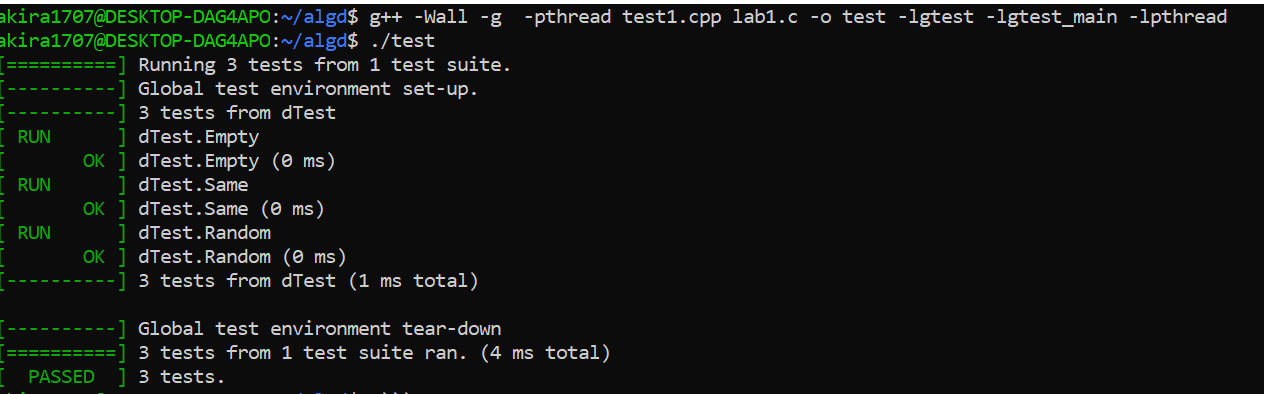 akira1707@DESKTOP-DAG4APO:~/algd$ g++ -Wall -g  -pthread test1.cpp lab1.c -o test -lgtest -lgtest_main -lpthread
akira1707@DESKTOP-DAG4APO:~/algd$ ./test
[==========] Running 3 tests from 1 test suite.
[----------] Global test environment set-up.
[----------] 3 tests from dTest
[ RUN      ] dTest.Empty
[       OK ] dTest.Empty (0 ms)
[ RUN      ] dTest.Same
[       OK ] dTest.Same (0 ms)
[ RUN      ] dTest.Random
[       OK ] dTest.Random (0 ms)
[----------] 3 tests from dTest (1 ms total)

[----------] Global test environment tear-down
[==========] 3 tests from 1 test suite ran. (4 ms total)
[  PASSED  ] 3 tests.